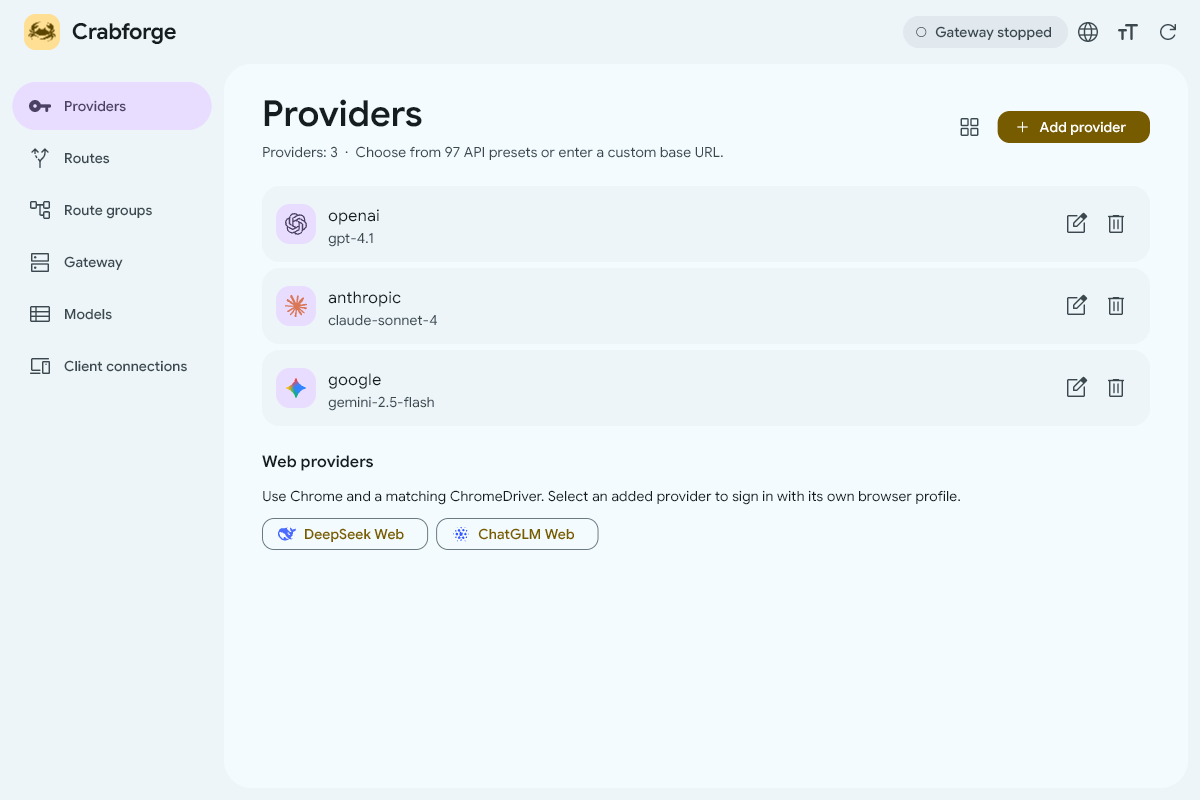 Crabforge
Gateway stopped
Providers
Routes
Route groups
Gateway
Models
Client connections
Providers
Providers: 3 · Choose from 97 API presets or enter a custom base URL.
Add provider
openai
gpt-4.1
anthropic
claude-sonnet-4
google
gemini-2.5-flash
Web providers
Use Chrome and a matching ChromeDriver. Select an added provider to sign in with its own browser profile.
DeepSeek Web
ChatGLM Web